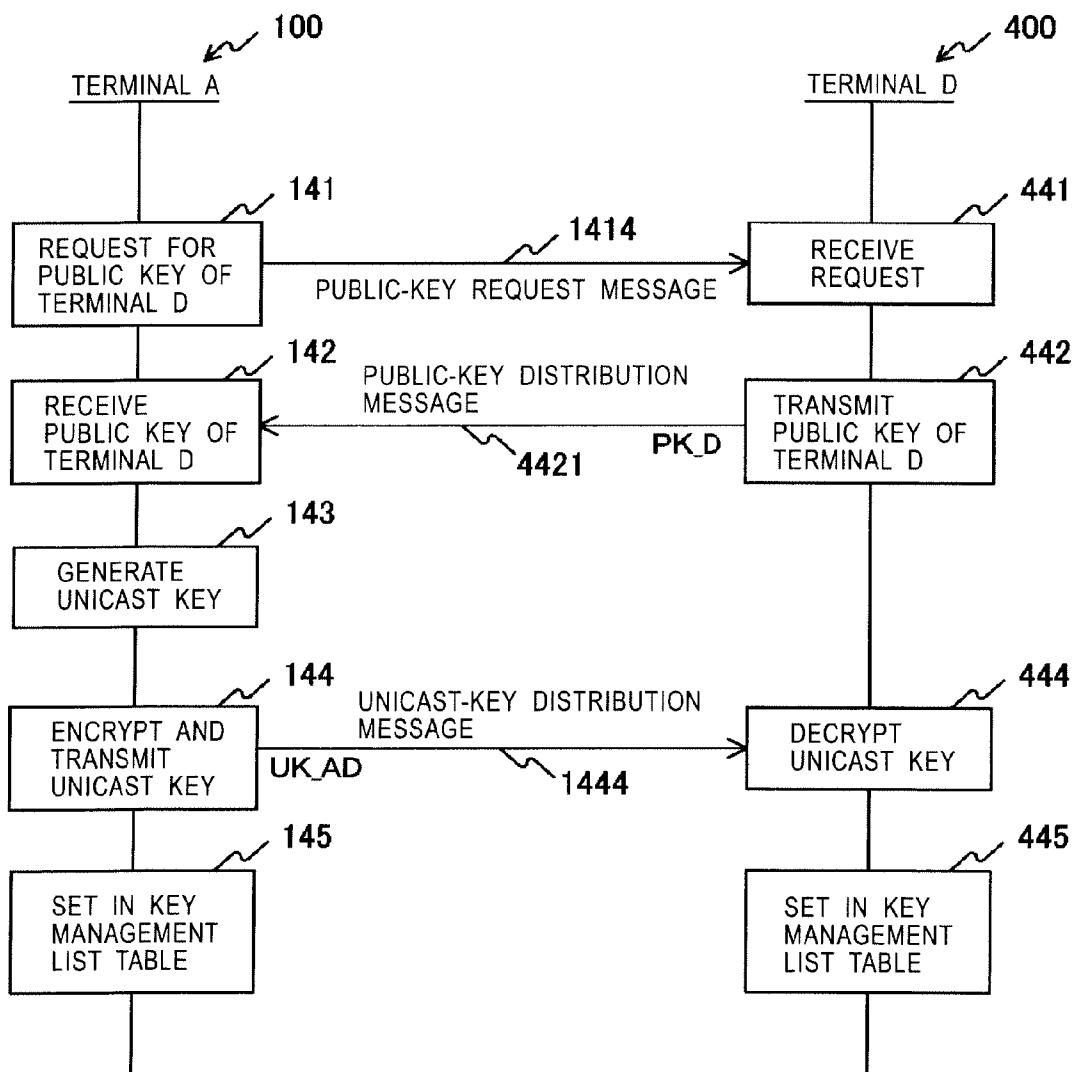 100
400
TERMINAL A
TERMINAL D
141
441
REQUEST FOR
PUBLIC KEY OF
TERMINAL D
1414
PUBLIC-KEY REQUEST MESSAGE
RECEIVE
REQUEST
142
442
RECEIVE
PUBLIC KEY OF
TERMINAL D
PUBLIC-KEY DISTRIBUTION
MESSAGE
4421
PK_D
TRANSMIT
PUBLIC KEY OF
TERMINAL D
143
GENERATE
UNICAST KEY
144
444
ENCRYPT AND
TRANSMIT
UNICAST KEY
UNICAST-KEY DISTRIBUTION
MESSAGE
UK_AD
1444
DECRYPT
UNICAST KEY
145
445
SET IN KEY
MANAGEMENT
LIST TABLE
SET IN KEY
MANAGEMENT
LIST TABLE